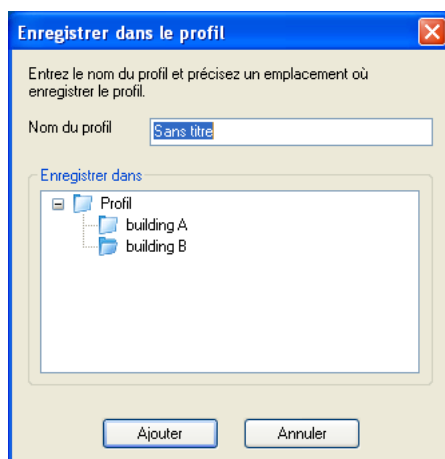 Enregistrer dans le profil
Entrez le nom du profil et précisez un emplacement où
enregistrer le profil.
Nom du profil
Sans titre
Enregistrer dans
Profil
building A
building B
Ajouter
Annuler